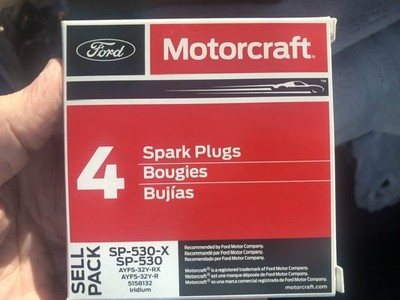 Ford
Motorcraft®
™
4
Spark Plugs
Bougies
Bujías
SELL
PACK
SP-530-X
SP-530
AYFS-32Y-RX
AYFS-32Y-R
5158132
Iridium
Recommended by Ford Motor Company.
Recommandé par Ford Motor Company.
Recomendado por Ford Motor Company.
Motorcraft® is a registered trademark of Ford Motor Company.
Motorcraft® est une marque déposée de Ford Motor Company.
Motorcraft® es una marca comercial registrada de Ford Motor Company.
motorcraft.com